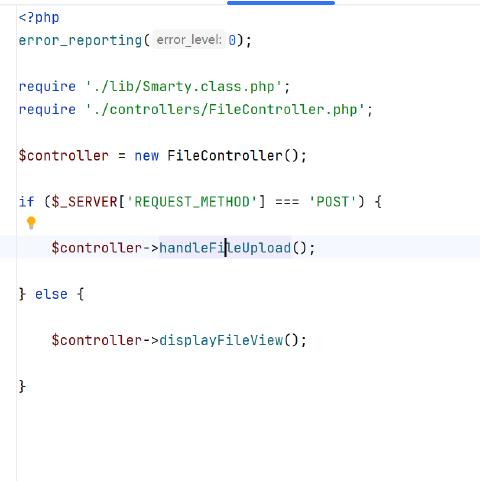 <?php
error_reporting( error_level: 0);
require './lib/Smarty.class.php';
require './controllers/FileController.php';
$controller = new FileController();
if ($_SERVER['REQUEST_METHOD'] === 'POST') {
    $controller->handleFileUpload();
} else {
    $controller->displayFileView();
}